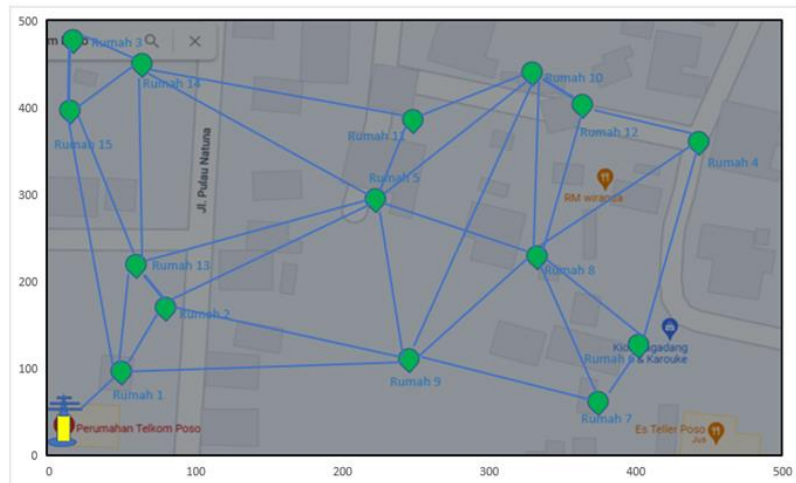 500
Rumah 3
Rumah 14
Rumah 10
400
Rumah 12
Rumah 11
Rumah 15
Rumah 4
Jl. Pulau Natuna
Rumah 5
300
RM wiranda
Rumah 13
Rumah 8
200
Rumah 2
Rumah 6
& Karouke
100
Rumah 9
Rumah 1
Rumah 7
Perumahan Telkom Poso
Es Teller Poso
Jus
0
0
100
200
300
400
500